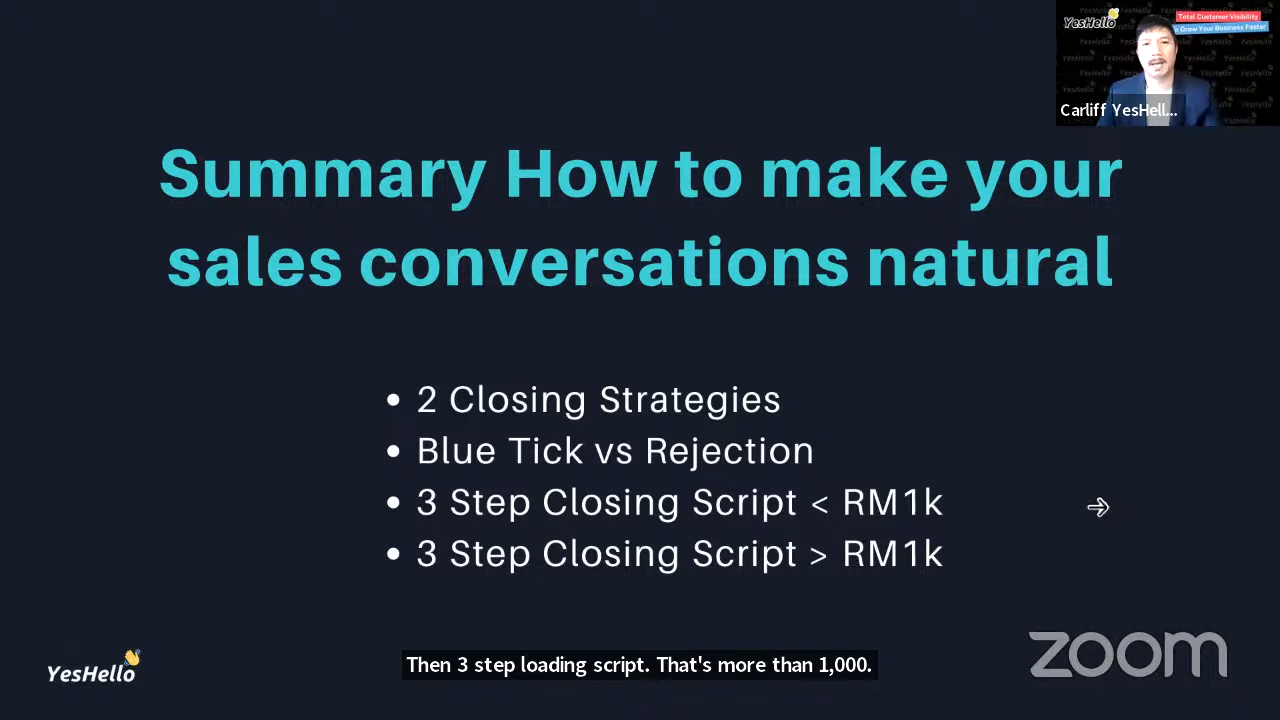 YesHello
Total Customer Visibility
To Grow Your Business Faster
Carliff YesHell...
Summary How to make your
sales conversations natural
• 2 Closing Strategies
• Blue Tick vs Rejection
• 3 Step Closing Script < RM1k
• 3 Step Closing Script > RM1k
YesHello
Then 3 step loading script. That's more than 1,000.
zoom